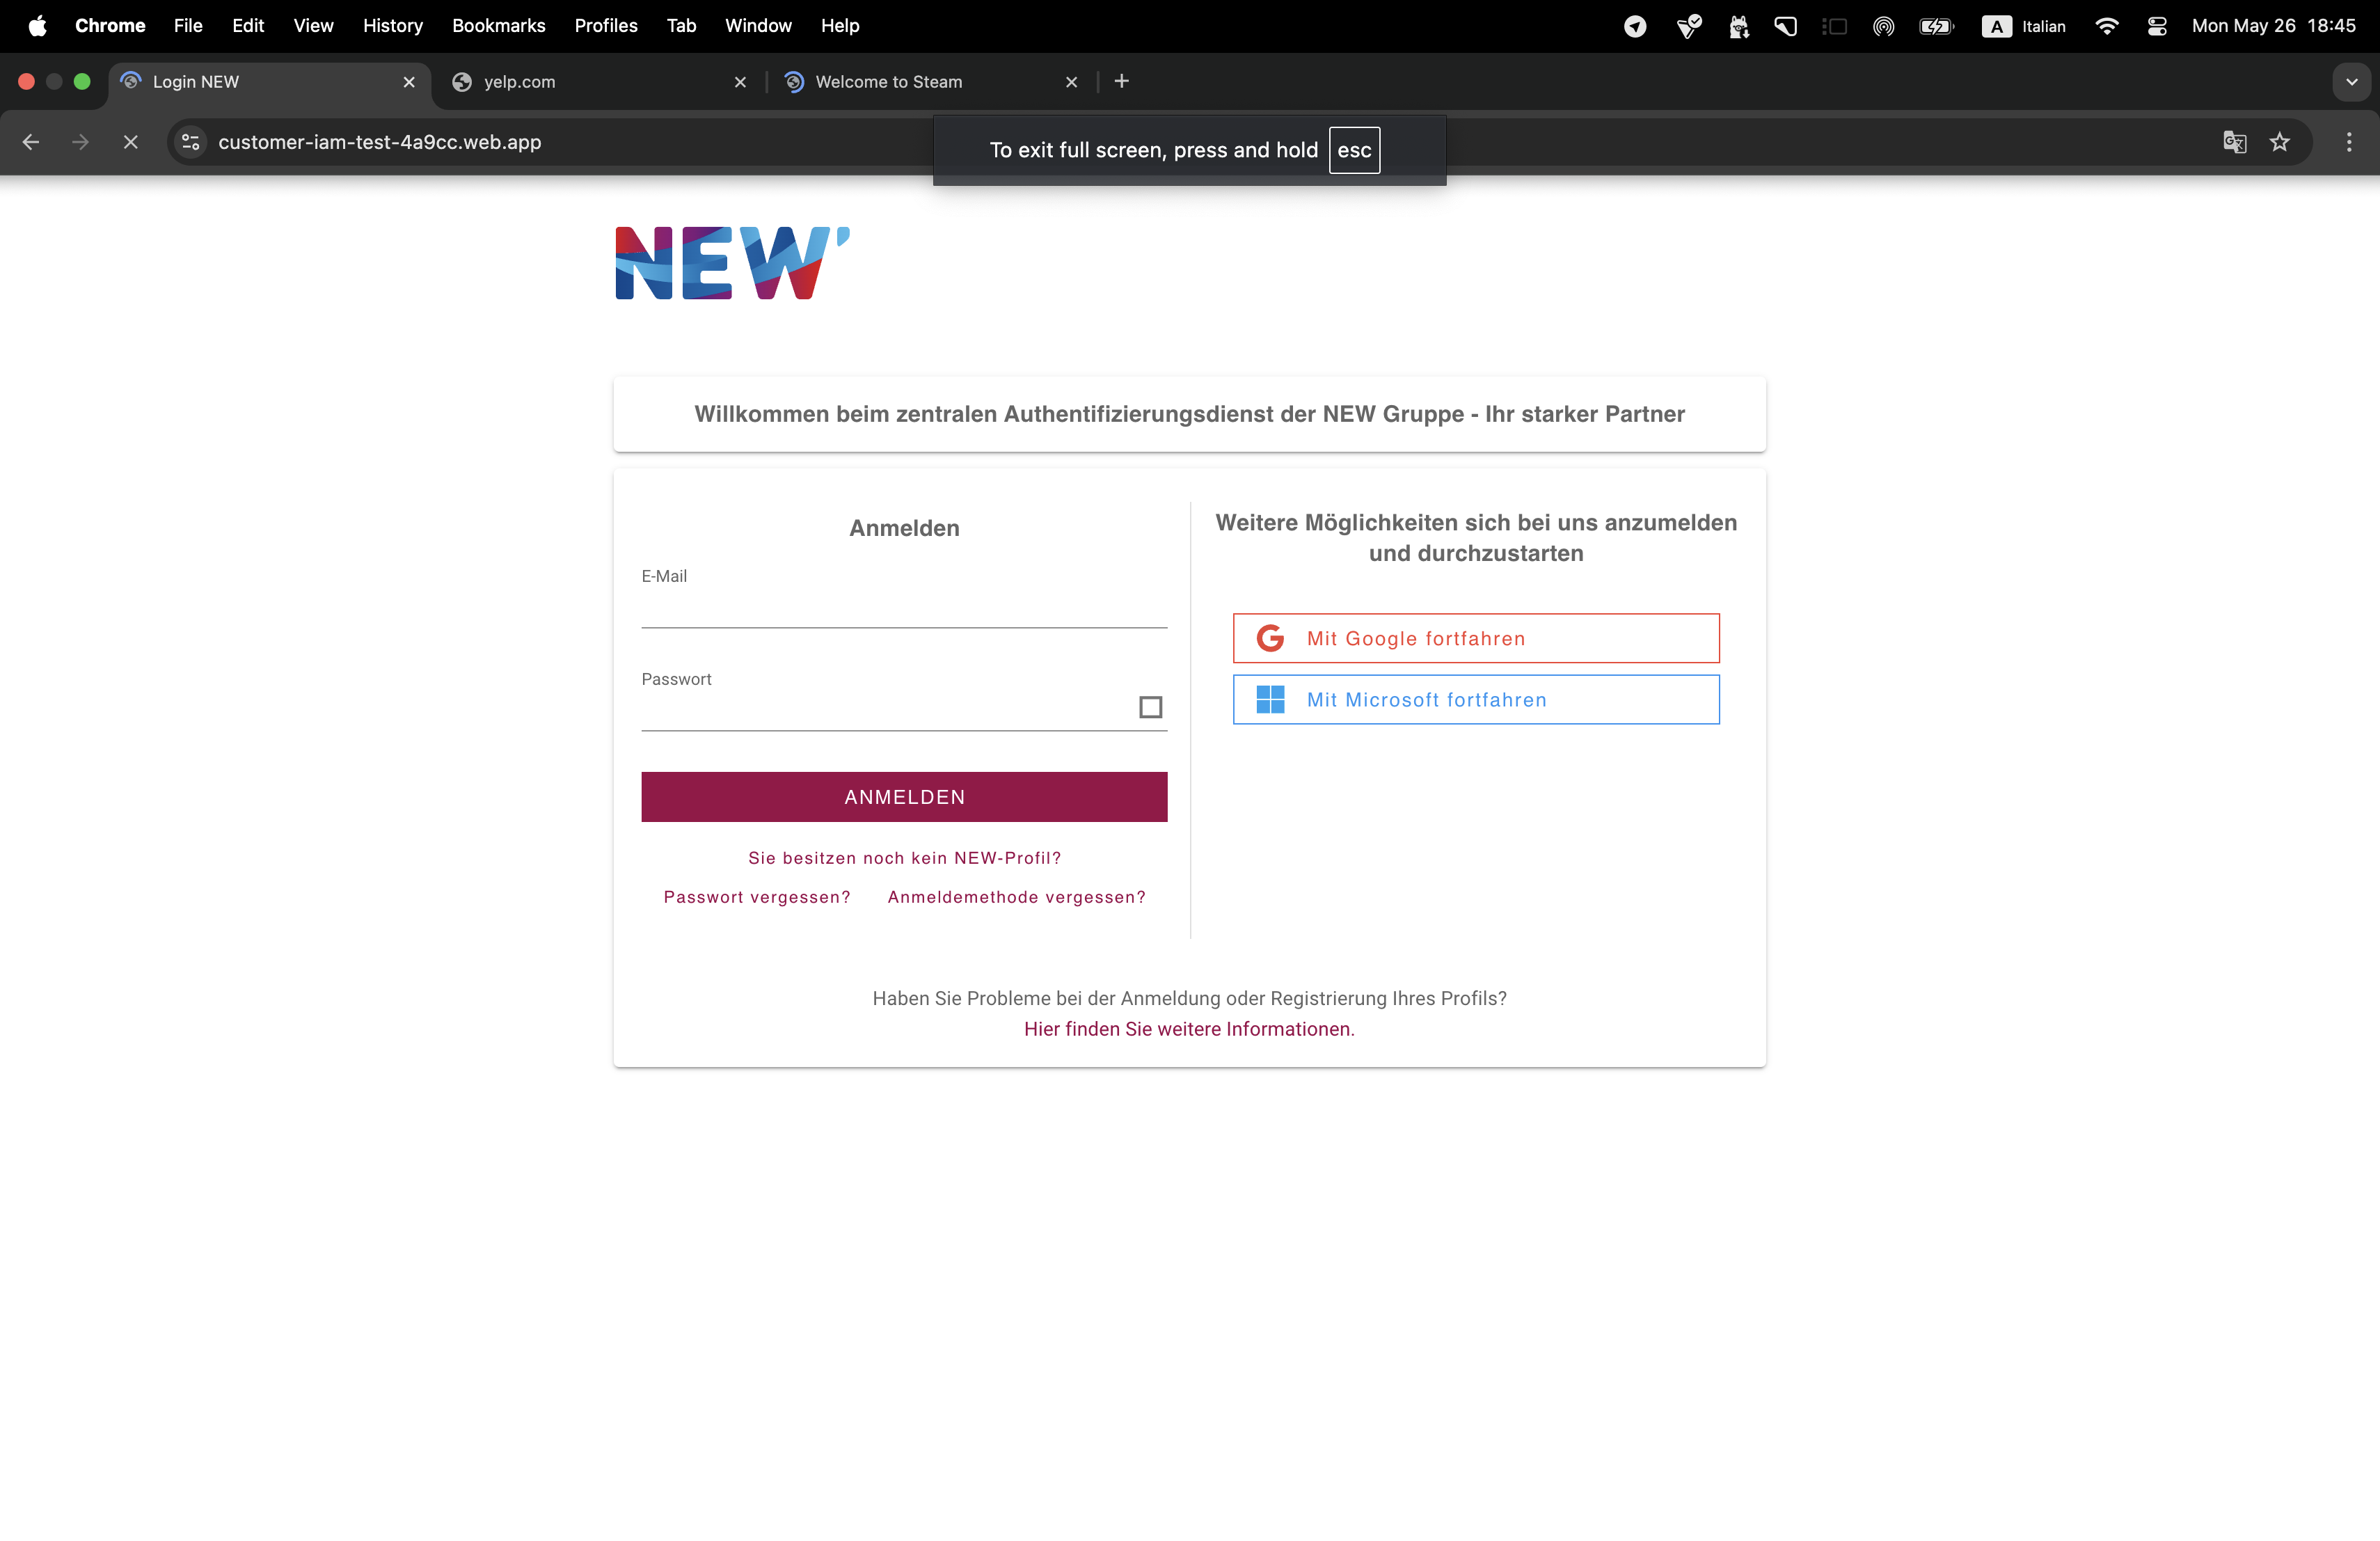 Chrome File Edit View History Bookmarks Profiles Tab Window Help A Italian Mon May 26 18:45
Login NEW yelp.com Welcome to Steam
customer-iam-test-4a9cc.web.app
To exit full screen, press and hold esc
NEW'
Willkommen beim zentralen Authentifizierungsdienst der NEW Gruppe - Ihr starker Partner
Anmelden
E-Mail
Passwort
ANMELDEN
Sie besitzen noch kein NEW-Profil?
Passwort vergessen? Anmeldemethode vergessen?
Weitere Möglichkeiten sich bei uns anzumelden
und durchzustarten
Mit Google fortfahren
Mit Microsoft fortfahren
Haben Sie Probleme bei der Anmeldung oder Registrierung Ihres Profils?
Hier finden Sie weitere Informationen.